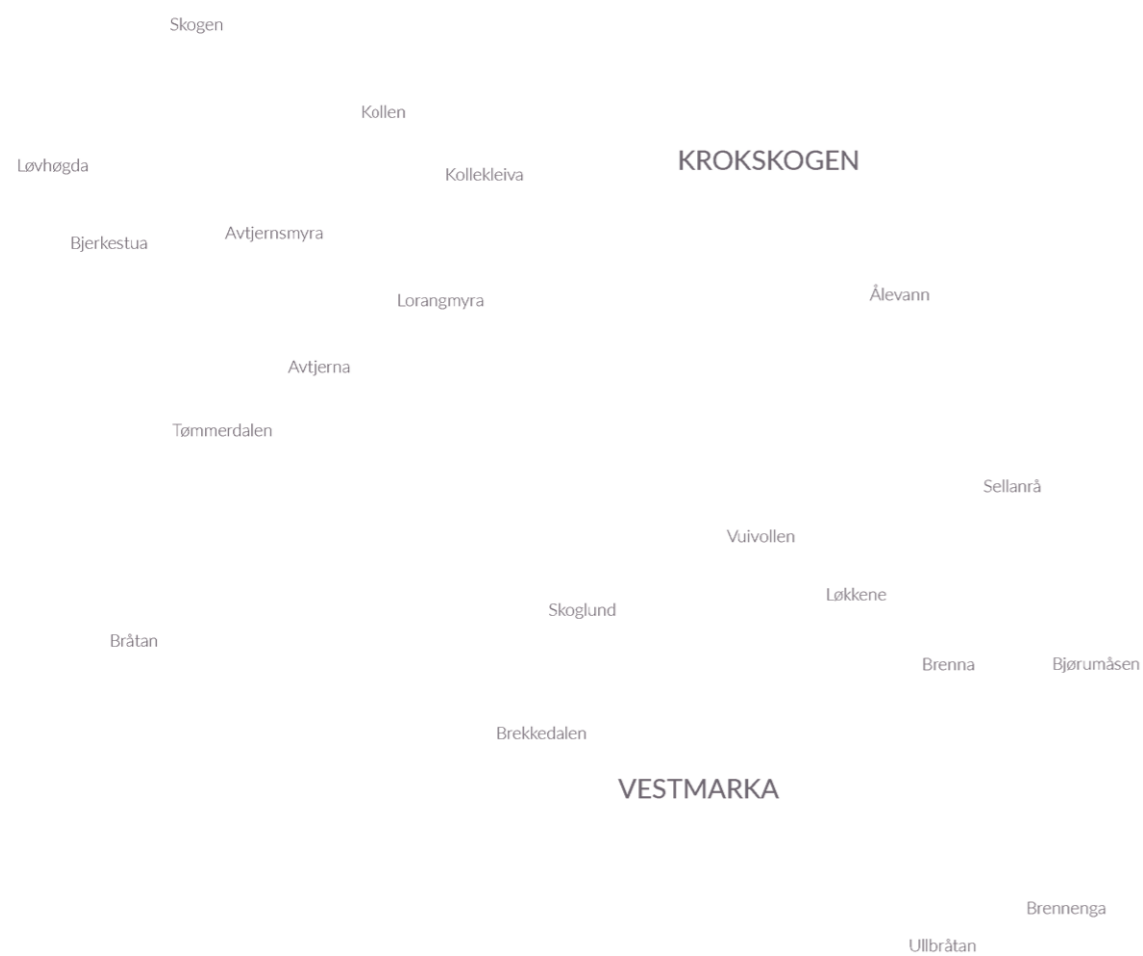 Skogen
Kollen
KROKSKOGEN
Løvhøgda
Kollekleiva
Avtjernsmyra
Bjerkestua
Ålevann
Lorangmyra
Avtjerna
Tømmerdalen
Sellanrå
Vuivollen
Løkkene
Skoglund
Bråtan
Brenna
Bjørumåsen
Brekkedalen
VESTMARKA
Brennenga
Ullbråtan